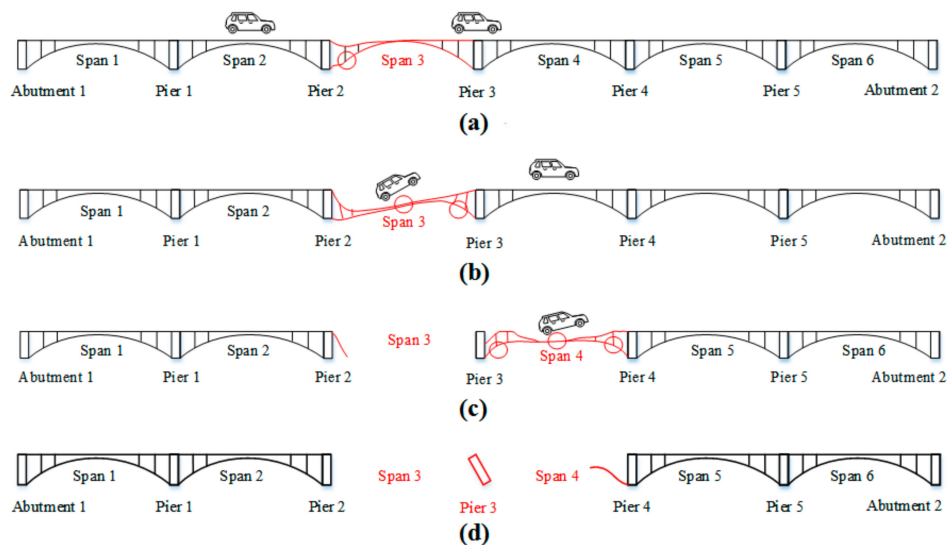 Span 1 Span 2 Span 3 Span 4 Span 5 Span 6
Abutment 1 Pier 1 Pier 2 Pier 3 Pier 4 Pier 5 Abutment 2
(a)
Span 1 Span 2 Span 3
Abutment 1 Pier 1 Pier 2 Pier 3 Pier 4 Pier 5 Abutment 2
(b)
Span 1 Span 2 Span 3 Span 4 Span 5 Span 6
Abutment 1 Pier 1 Pier 2 Pier 3 Pier 4 Pier 5 Abutment 2
(c)
Span 1 Span 2 Span 3 Span 4 Span 5 Span 6
Abutment 1 Pier 1 Pier 2 Pier 3 Pier 4 Pier 5 Abutment 2
(d)